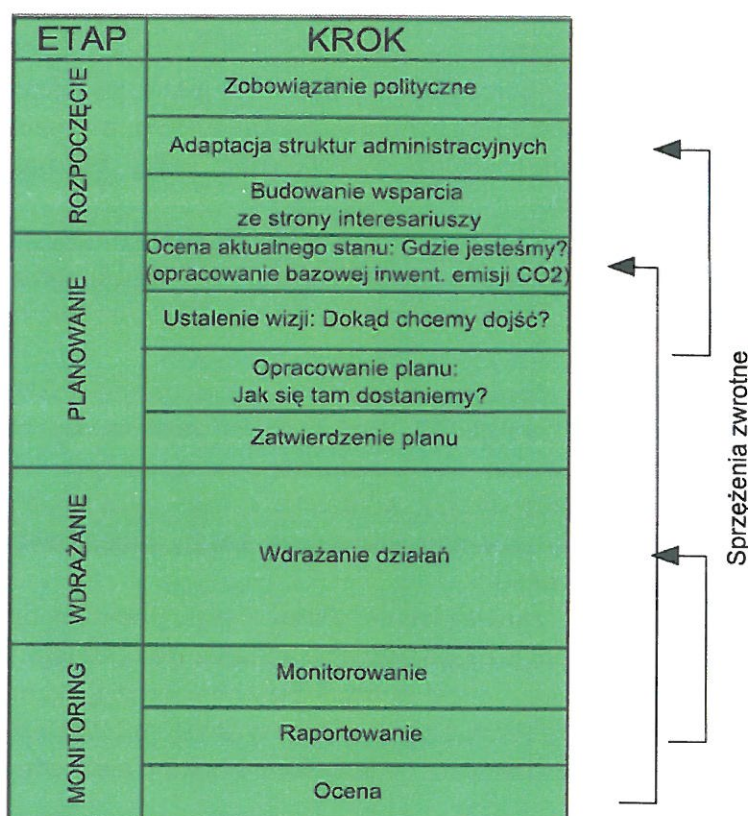 ETAP
KROK
ROZPOCZĘCIE
Zobowiązanie polityczne
Adaptacja struktur administracyjnych
Budowanie wsparcia
ze strony interesariuszy
PLANOWANIE
Ocena aktualnego stanu: Gdzie jesteśmy?
(opracowanie bazowej inwent. emisji CO2)
Ustalenie wizji: Dokąd chcemy dojść?
Opracowanie planu:
Jak się tam dostaniemy?
Zatwierdzenie planu
WDRAŻANIE
Wdrażanie działań
MONITORING
Monitorowanie
Raportowanie
Ocena
Sprzężenia zwrotne